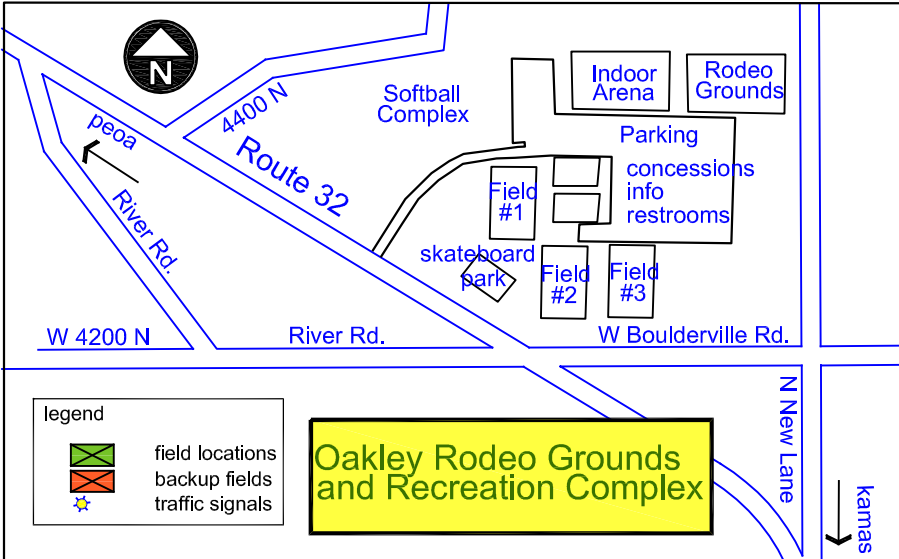 N
4400 N
peoa
Route 32
River Rd.
Softball
Complex
Indoor
Arena
Rodeo
Grounds
Parking
concessions
info
restrooms
Field
#1
skateboard
park
Field
#2
Field
#3
W 4200 N
River Rd.
W Boulderville Rd.
N New Lane
kamas
legend
field locations
backup fields
traffic signals
Oakley Rodeo Grounds
and Recreation Complex